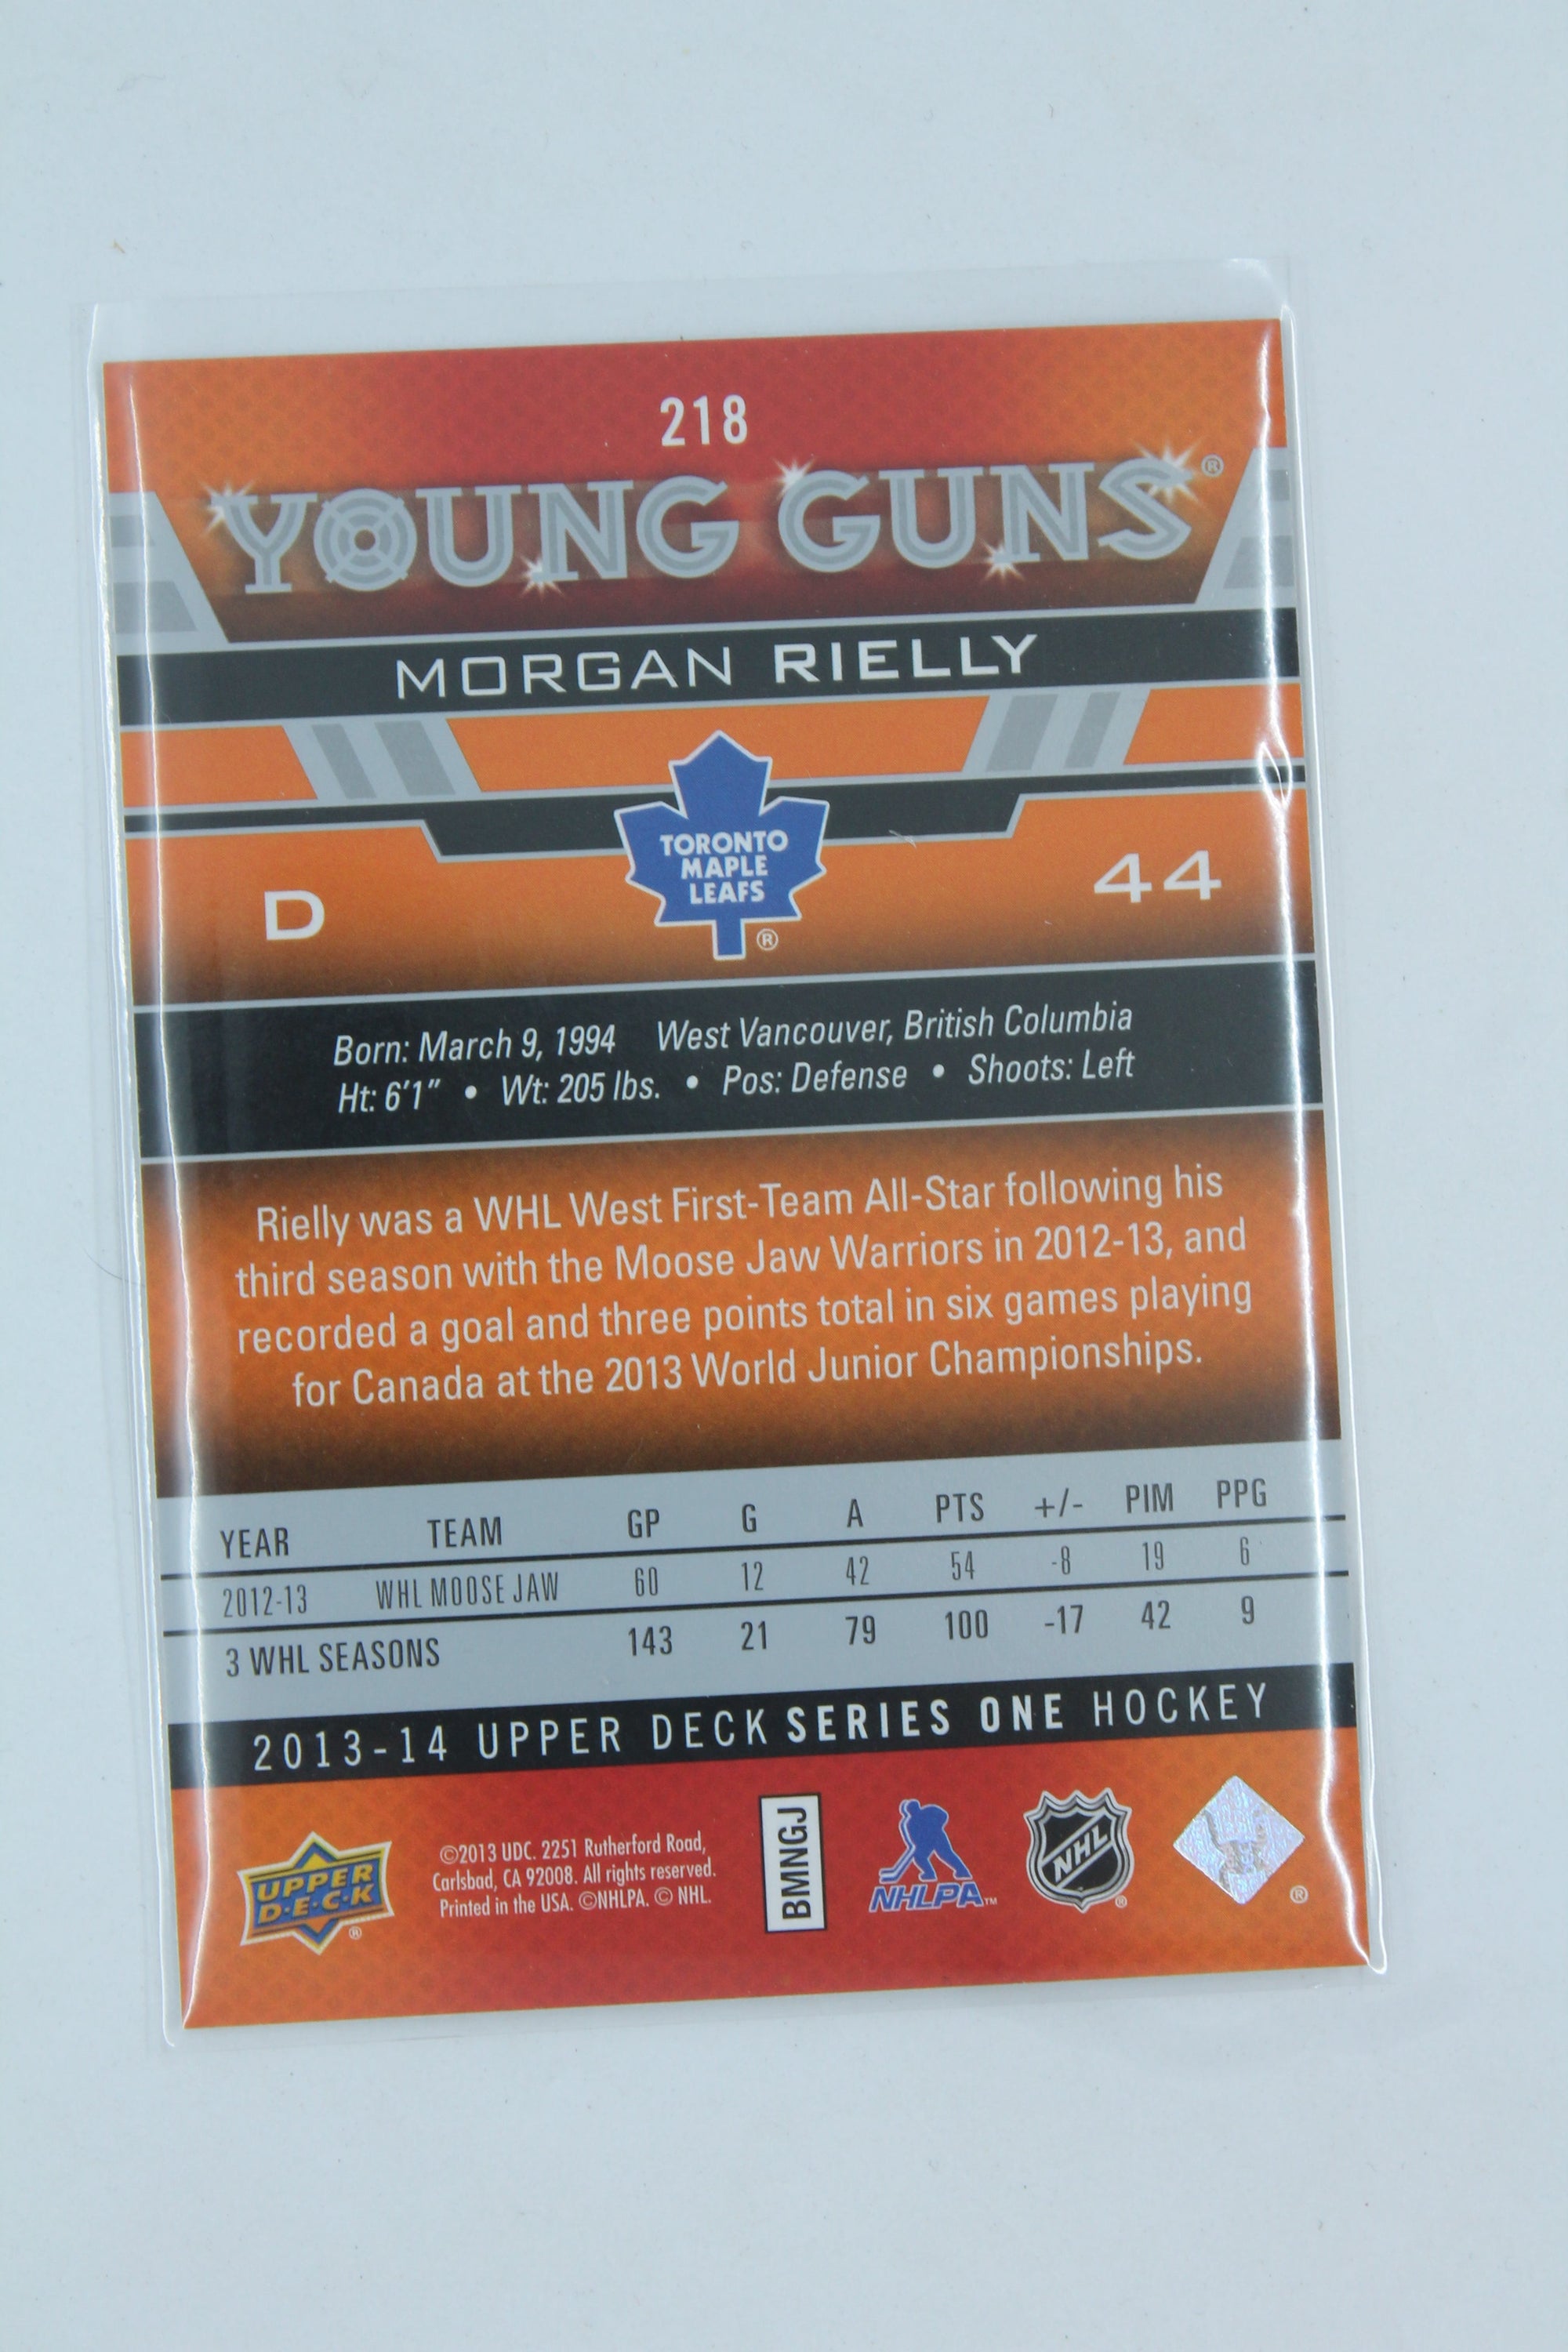 218
YOUNG GUNS®
MORGAN RIELLY
TORONTO
MAPLE
LEAFS
®
D
44
Born: March 9, 1994 West Vancouver, British Columbia
Ht: 6'1" • Wt: 205 lbs. • Pos: Defense • Shoots: Left
Rielly was a WHL West First-Team All-Star following his
third season with the Moose Jaw Warriors in 2012-13, and
recorded a goal and three points total in six games playing
for Canada at the 2013 World Junior Championships.
YEAR TEAM GP G A PTS +/- PIM PPG
2012-13 WHL MOOSE JAW 60 12 42 54 -8 19 6
3 WHL SEASONS 143 21 79 100 -17 42 9
2013-14 UPPER DECK SERIES ONE HOCKEY
UPPER
D·E·C·K
®
©2013 UDC. 2251 Rutherford Road,
Carlsbad, CA 92008. All rights reserved.
Printed in the USA. ©NHLPA. © NHL.
BMNGJ
NHLPA™
NHL
®
®